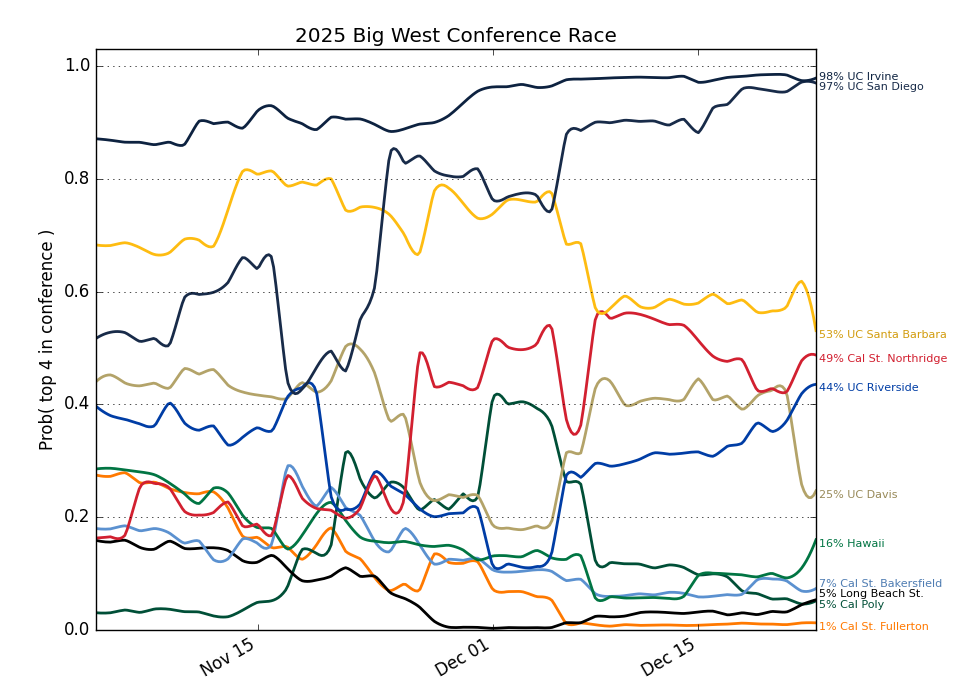 2025 Big West Conference Race
Prob( top 4 in conference )
1.0
0.8
0.6
0.4
0.2
0.0
Nov 15
Dec 01
Dec 15
98% UC Irvine
97% UC San Diego
53% UC Santa Barbara
49% Cal St. Northridge
44% UC Riverside
25% UC Davis
16% Hawaii
7% Cal St. Bakersfield
5% Long Beach St.
5% Cal Poly
1% Cal St. Fullerton